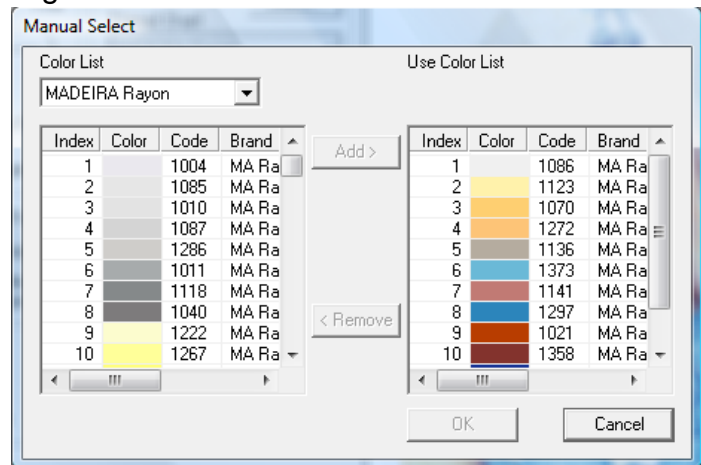 Manual Select
Color List
MADEIRA Rayon
Index Color Code Brand
1 1004 MA Ra
2 1085 MA Ra
3 1010 MA Ra
4 1087 MA Ra
5 1286 MA Ra
6 1011 MA Ra
7 1118 MA Ra
8 1040 MA Ra
9 1222 MA Ra
10 1267 MA Ra
Add >
< Remove
Use Color List
Index Color Code Brand
1 1086 MA Ra
2 1123 MA Ra
3 1070 MA Ra
4 1272 MA Ra
5 1136 MA Ra
6 1373 MA Ra
7 1141 MA Ra
8 1297 MA Ra
9 1021 MA Ra
10 1358 MA Ra
OK Cancel